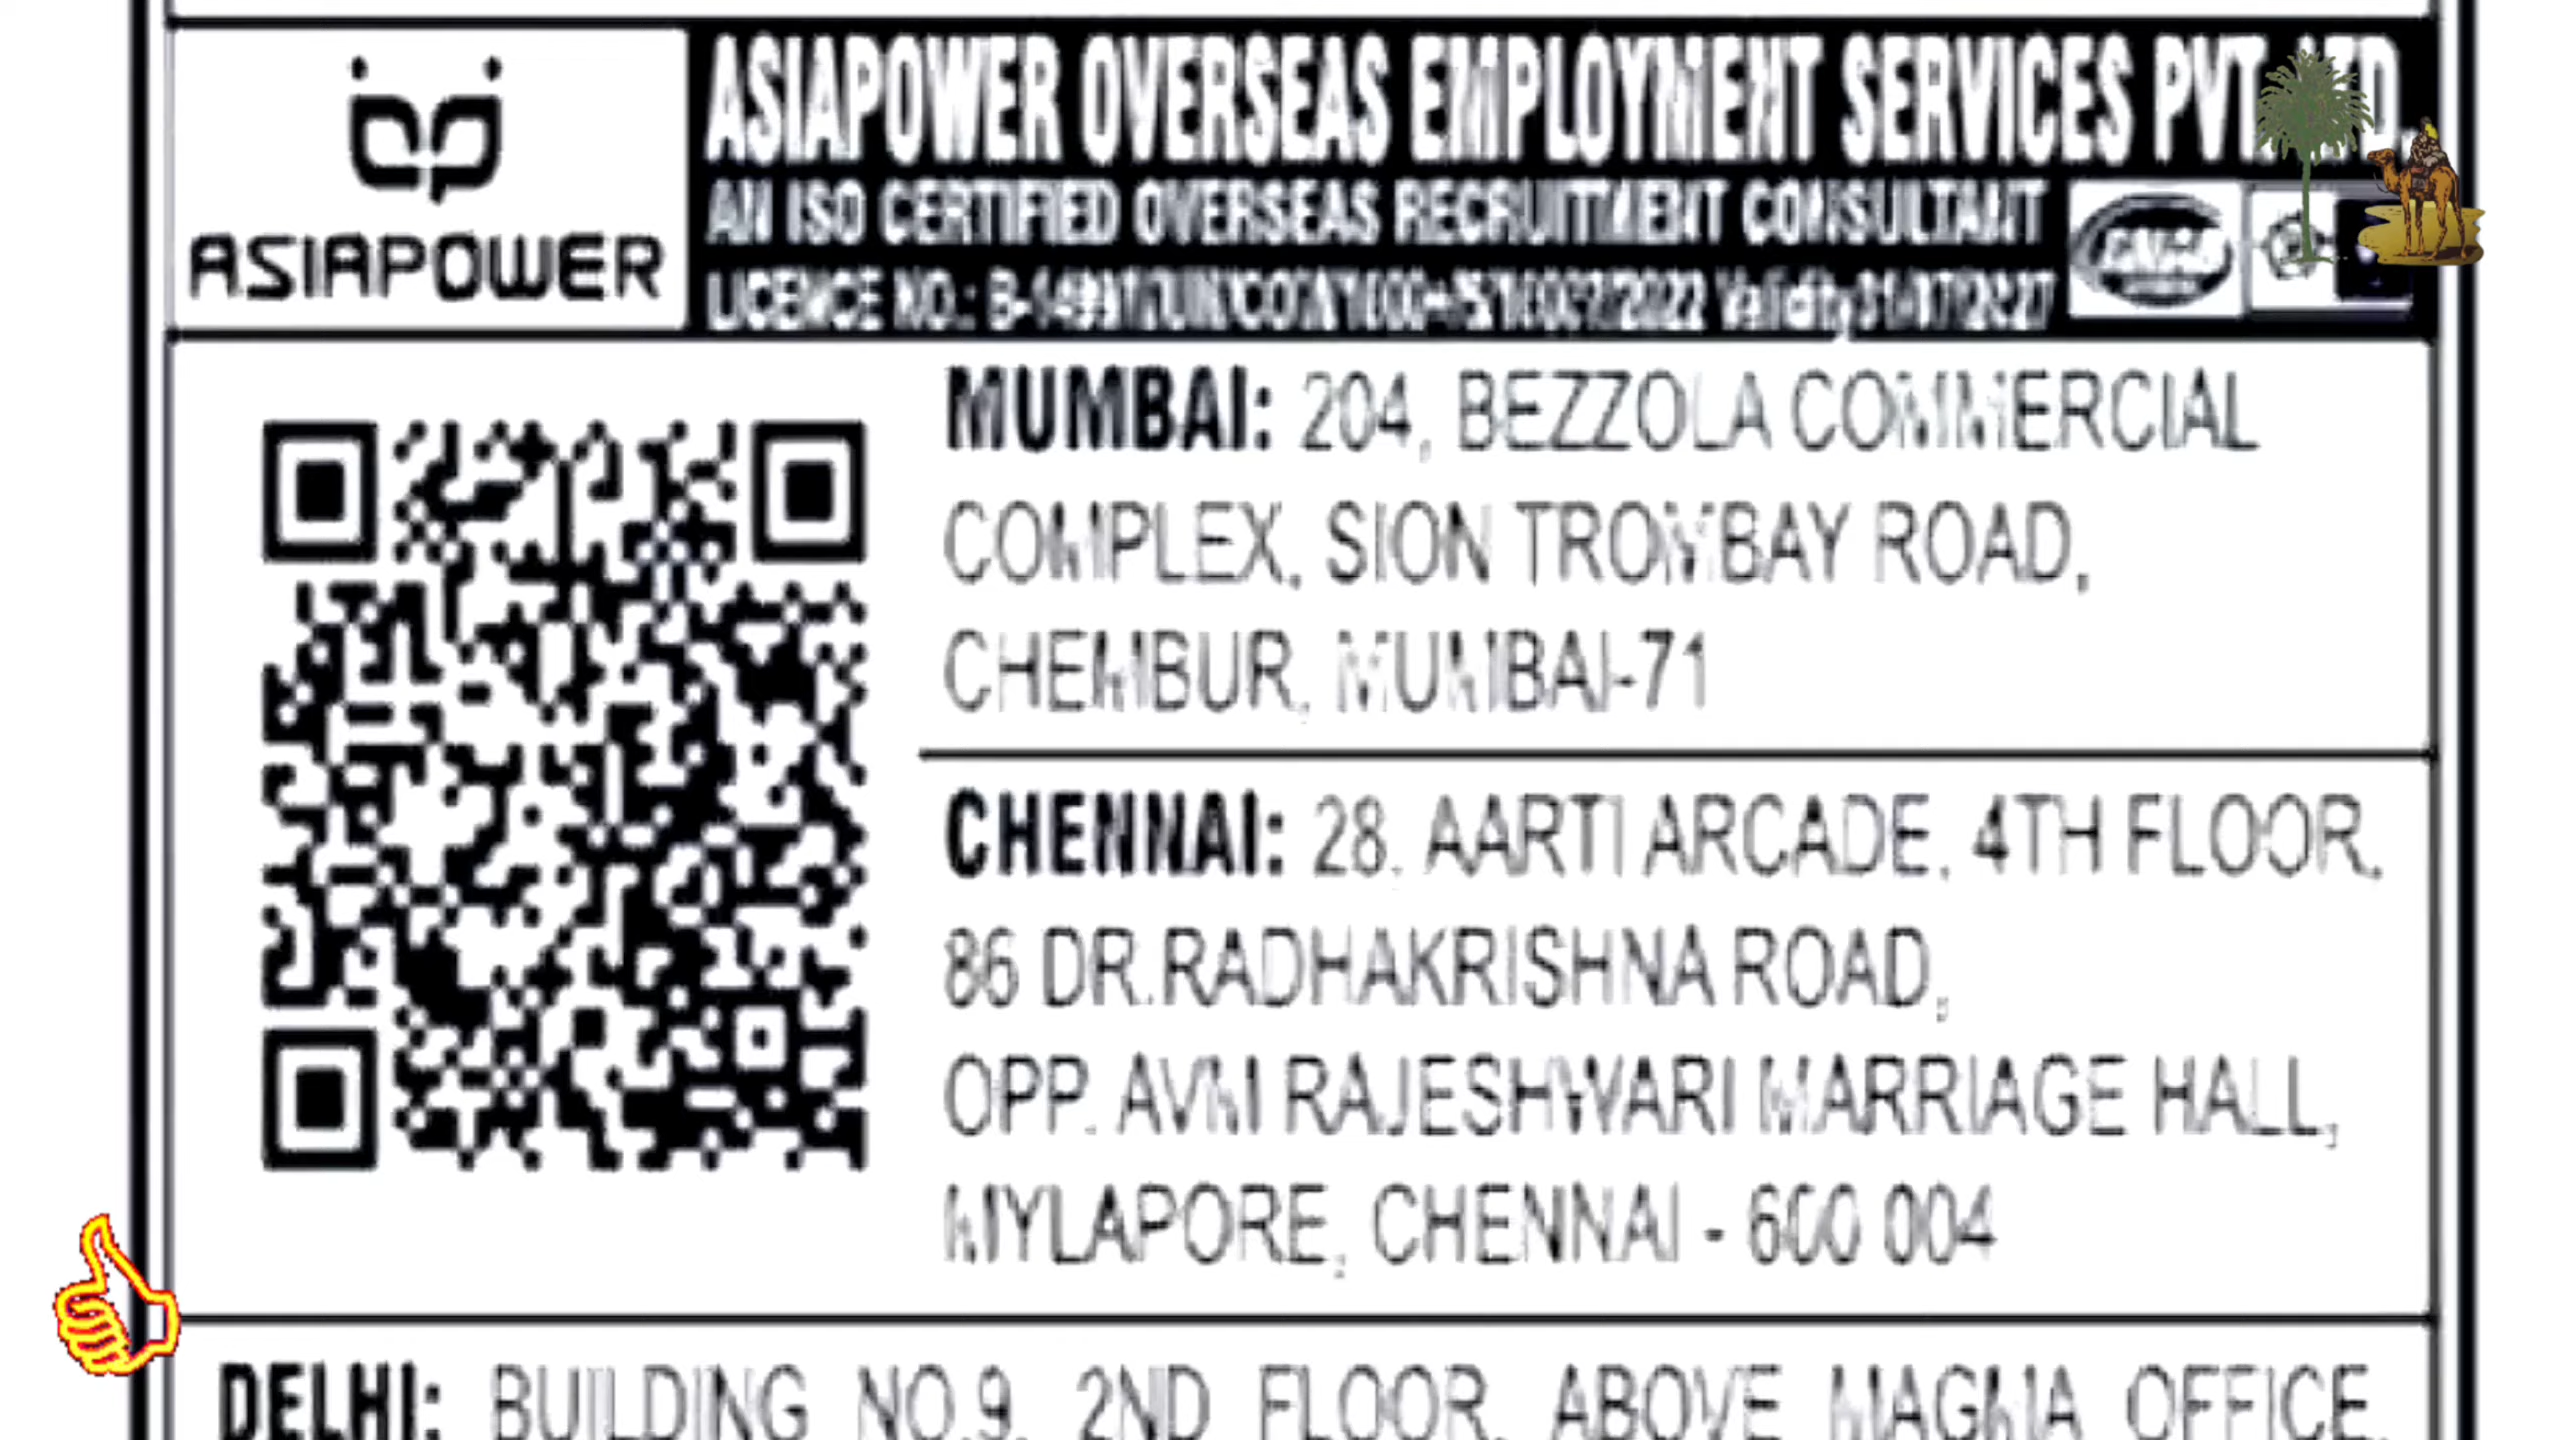 ASIAPOWER OVERSEAS EMPLOYMENT SERVICES PVT. LTD.
AN ISO CERTIFIED OVERSEAS RECRUITMENT CONSULTANT
LICENCE NO.:
ASIAPOWER
MUMBAI: 204, BEZZOLA COMMERCIAL
COMPLEX, SION TROMBAY ROAD,
CHEMBUR, MUMBAI-71
CHENNAI: 28, AARTI ARCADE, 4TH FLOOR,
86 DR.RADHAKRISHNA ROAD,
OPP. AVM RAJESHWARI MARRIAGE HALL,
MYLAPORE, CHENNAI - 600 004
DELHI: BUILDING NO.9, 2ND FLOOR, ABOVE MAGMA OFFICE,